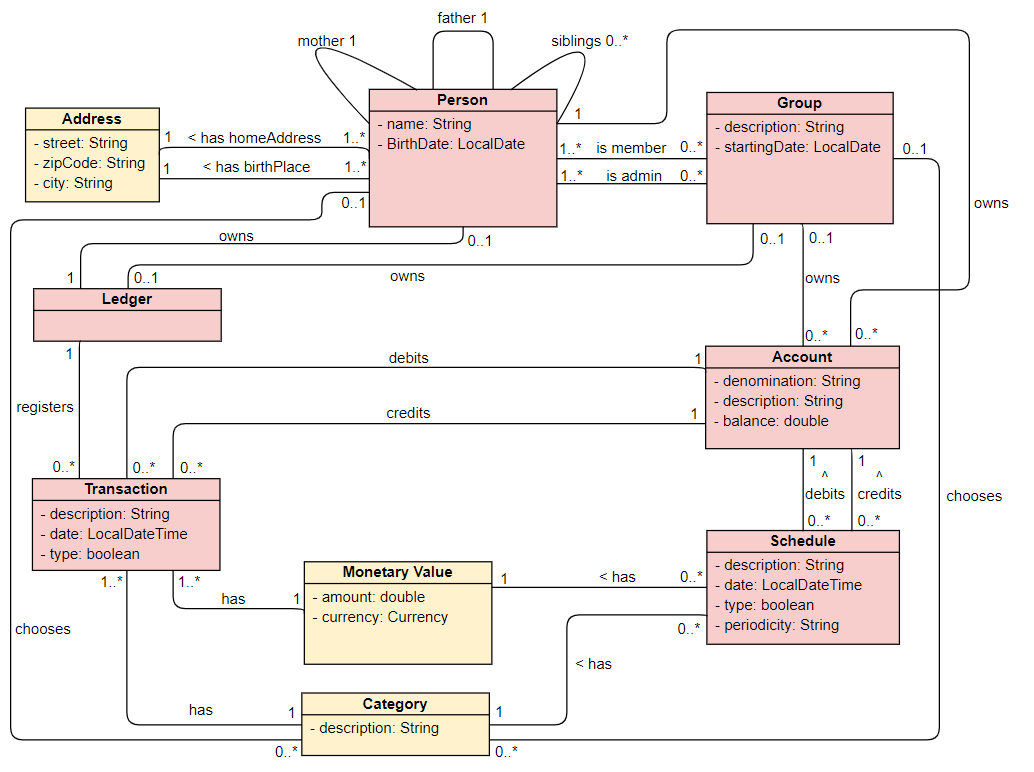 father 1
mother 1
siblings 0..*
Person
- name: String
- BirthDate: LocalDate
Group
- description: String
- startingDate: LocalDate
Address
- street: String
- zipCode: String
- city: String
1
< has homeAddress
1..*
1
< has birthPlace
1..*
1
1..*
is member
0..*
1..*
is admin
0..*
0..1
0..1
owns
owns
0..1
0..1
0..1
1
0..1
owns
owns
0..*
0..*
Ledger
1
registers
0..*
debits
1
0..*
credits
1
0..*
Account
- denomination: String
- description: String
- balance: double
1
^
debits
0..*
1
^
credits
0..*
chooses
Transaction
- description: String
- date: LocalDateTime
- type: boolean
1..*
1..*
has
1
Monetary Value
- amount: double
- currency: Currency
1
< has
0..*
Schedule
- description: String
- date: LocalDateTime
- type: boolean
- periodicity: String
0..*
< has
chooses
has
1
Category
- description: String
1
0..*
0..*